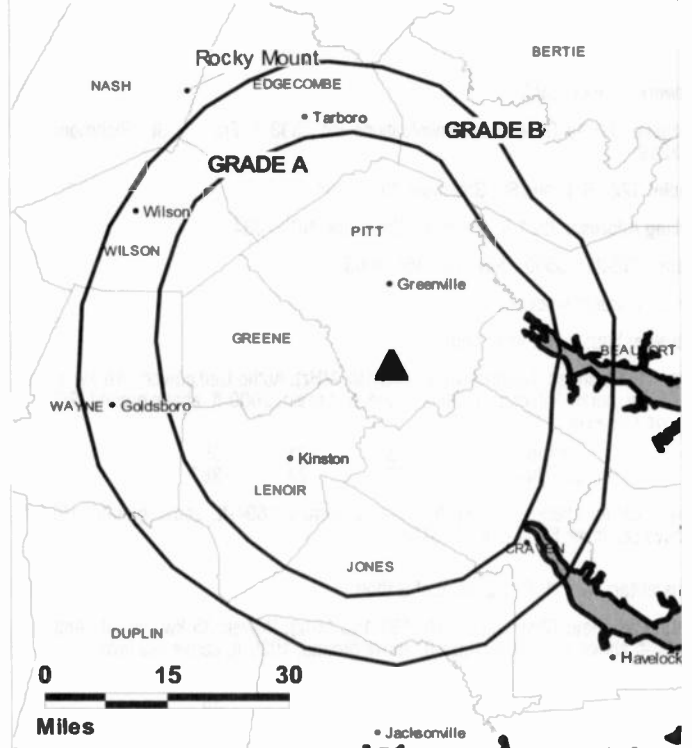 BERTIE
Rocky Mount
NASH
EDGECOMBE
Tarboro
GRADE B
GRADE A
Wilson
PITT
WILSON
Greenville
GREENE
BEAUFORT
WAYNE
Goldsboro
Kinston
LENOIR
CRAVEN
JONES
DUPLIN
Havelock
0 15 30
Miles
Jacksonville